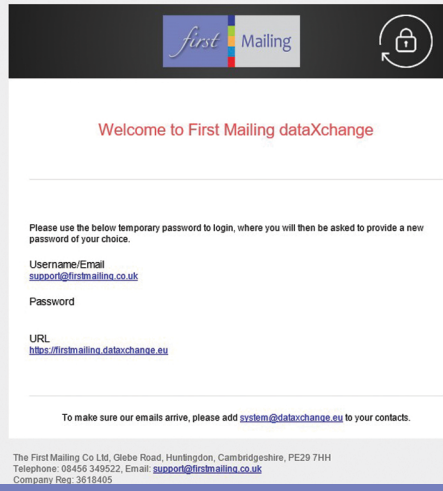 first Mailing
Welcome to First Mailing dataXchange
Please use the below temporary password to login, where you will then be asked to provide a new
password of your choice.
Username/Email
support@firstmailing.co.uk
Password
URL
https://firstmailing.dataxchange.eu
To make sure our emails arrive, please add system@dataxchange.eu to your contacts.
The First Mailing Co Ltd, Glebe Road, Huntingdon, Cambridgeshire, PE29 7HH
Telephone: 08456 349522, Email: support@firstmailing.co.uk
Company Reg: 3618405